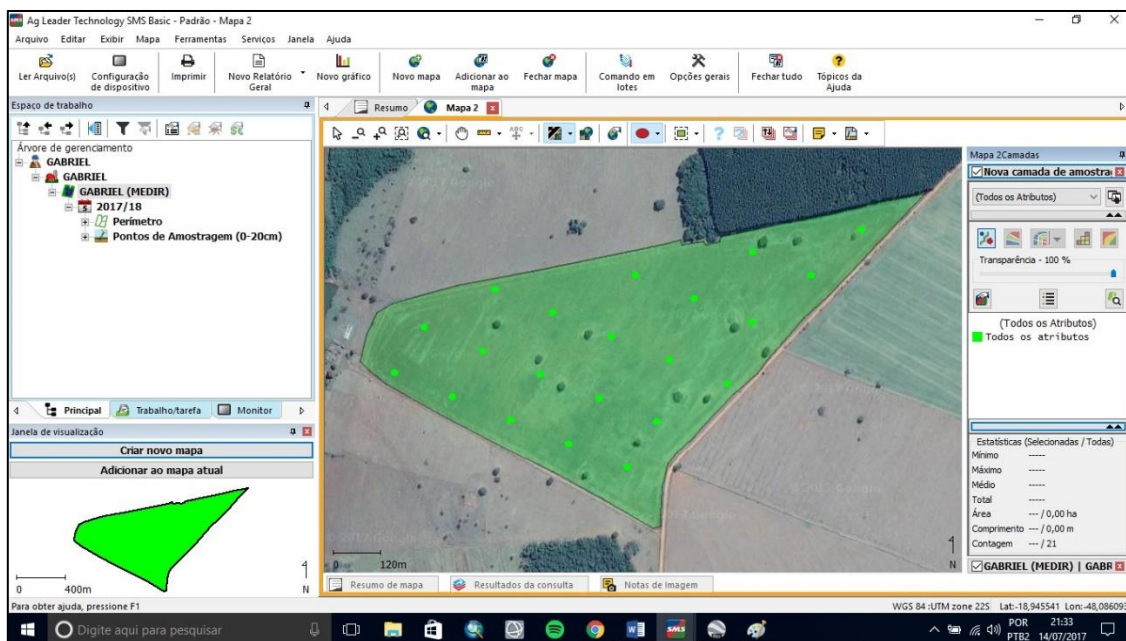 Ag Leader Technology SMS Basic - Padrão - Mapa 2
Arquivo Editar Exibir Mapa Ferramentas Serviços Janela Ajuda
Ler Arquivo(s) Configuração de dispositivo Imprimir Novo Relatório Geral Novo gráfico Novo mapa Adicionar ao mapa Fechar mapa Comando em lotes Opções gerais Fechar tudo Tópicos da Ajuda
Espaço de trabalho
Resumo Mapa 2
Árvore de gerenciamento
GABRIEL
GABRIEL
GABRIEL (MEDIR)
2017/18
Perímetro
Pontos de Amostragem (0-20cm)
Principal Trabalho/tarefa Monitor
Janela de visualização
Criar novo mapa
Adicionar ao mapa atual
0 400m N
0 120m N
© 2017 Google
Resumo de mapa Resultados da consulta Notas de Imagem
Mapa 2Camadas
Nova camada de amostra
(Todos os Atributos)
Transparência - 100 %
(Todos os Atributos)
Todos os atributos
Estatísticas (Selecionadas / Todas)
Mínimo -----
Máximo -----
Médio -----
Total -----
Área --- / 0,00 ha
Comprimento --- / 0,00 m
Contagem --- / 21
GABRIEL (MEDIR) | GABR
Para obter ajuda, pressione F1
WGS 84 :UTM zone 22S Lat:-18,945541 Lon:-48,086093
Digite aqui para pesquisar
SMS
POR
PTB2
21:33
14/07/2017